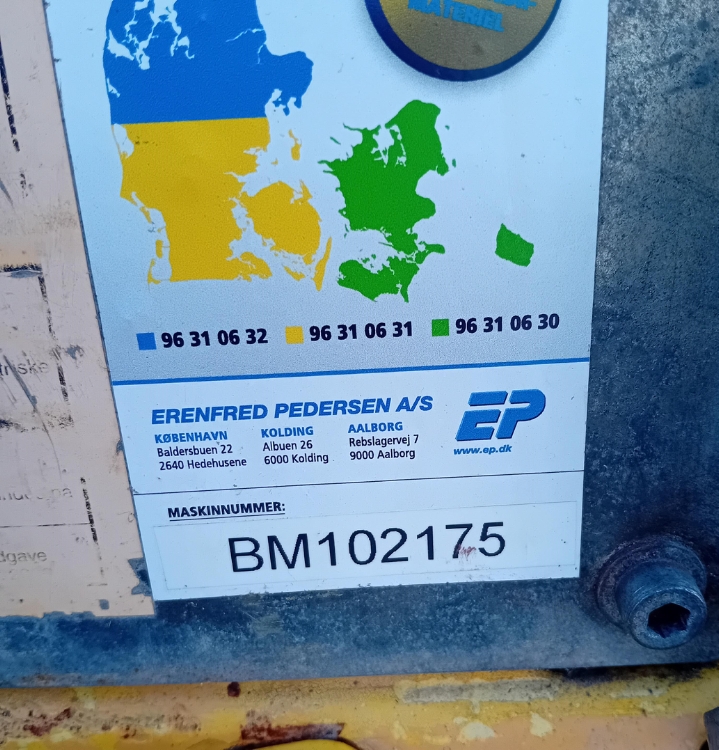 MATERIEL
96 31 06 32 96 31 06 31 96 31 06 30
ERENFRED PEDERSEN A/S
EP
www.ep.dk
KØBENHAVN
Baldersbuen 22
2640 Hedehusene
KOLDING
Albuen 26
6000 Kolding
AALBORG
Rebslagervej 7
9000 Aalborg
MASKINNUMMER:
BM102175